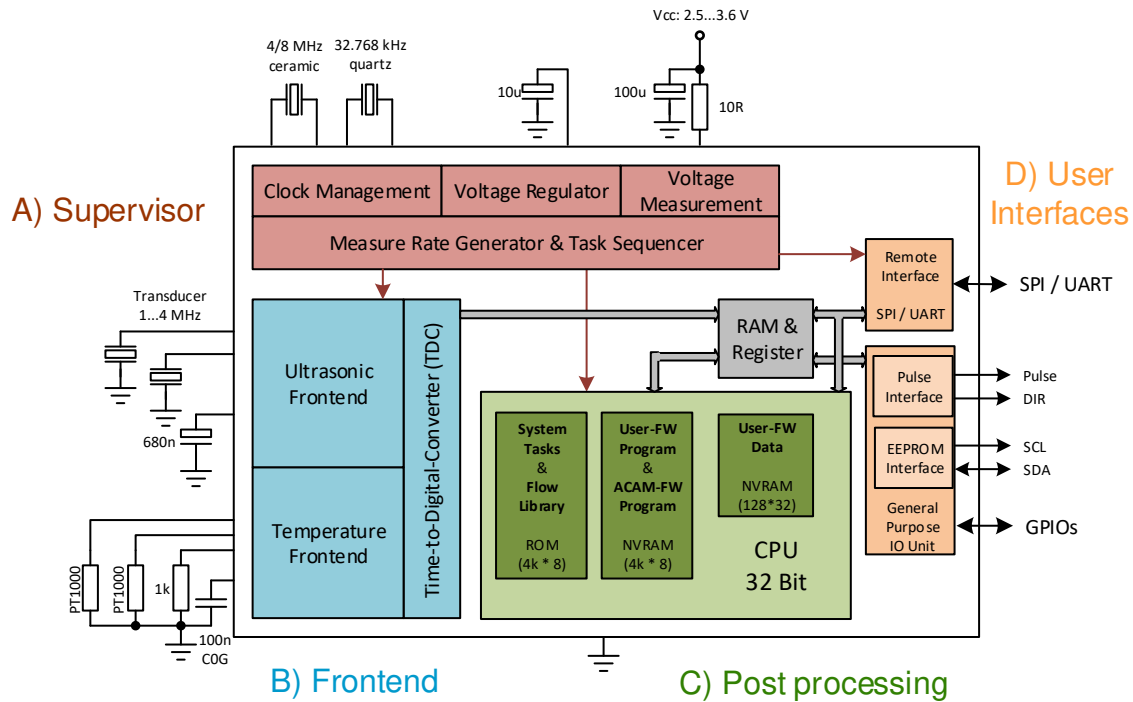 Vcc: 2.5...3.6 V
4/8 MHz
ceramic
32.768 kHz
quartz
10u
100u
10R
A) Supervisor
Clock Management
Voltage Regulator
Voltage
Measurement
Measure Rate Generator & Task Sequencer
D) User
Interfaces
Remote
Interface
SPI / UART
SPI / UART
Transducer
1...4 MHz
680n
Ultrasonic
Frontend
Temperature
Frontend
Time-to-Digital-Converter (TDC)
RAM &
Register
Pulse
Interface
Pulse
DIR
EEPROM
Interface
SCL
SDA
General
Purpose
IO Unit
GPIOs
System
Tasks
&
Flow
Library
ROM
(4k * 8)
User-FW
Program
&
ACAM-FW
Program
NVRAM
(4k * 8)
User-FW
Data
NVRAM
(128*32)
CPU
32 Bit
PT1000
PT1000
1k
100n
C0G
B) Frontend
C) Post processing